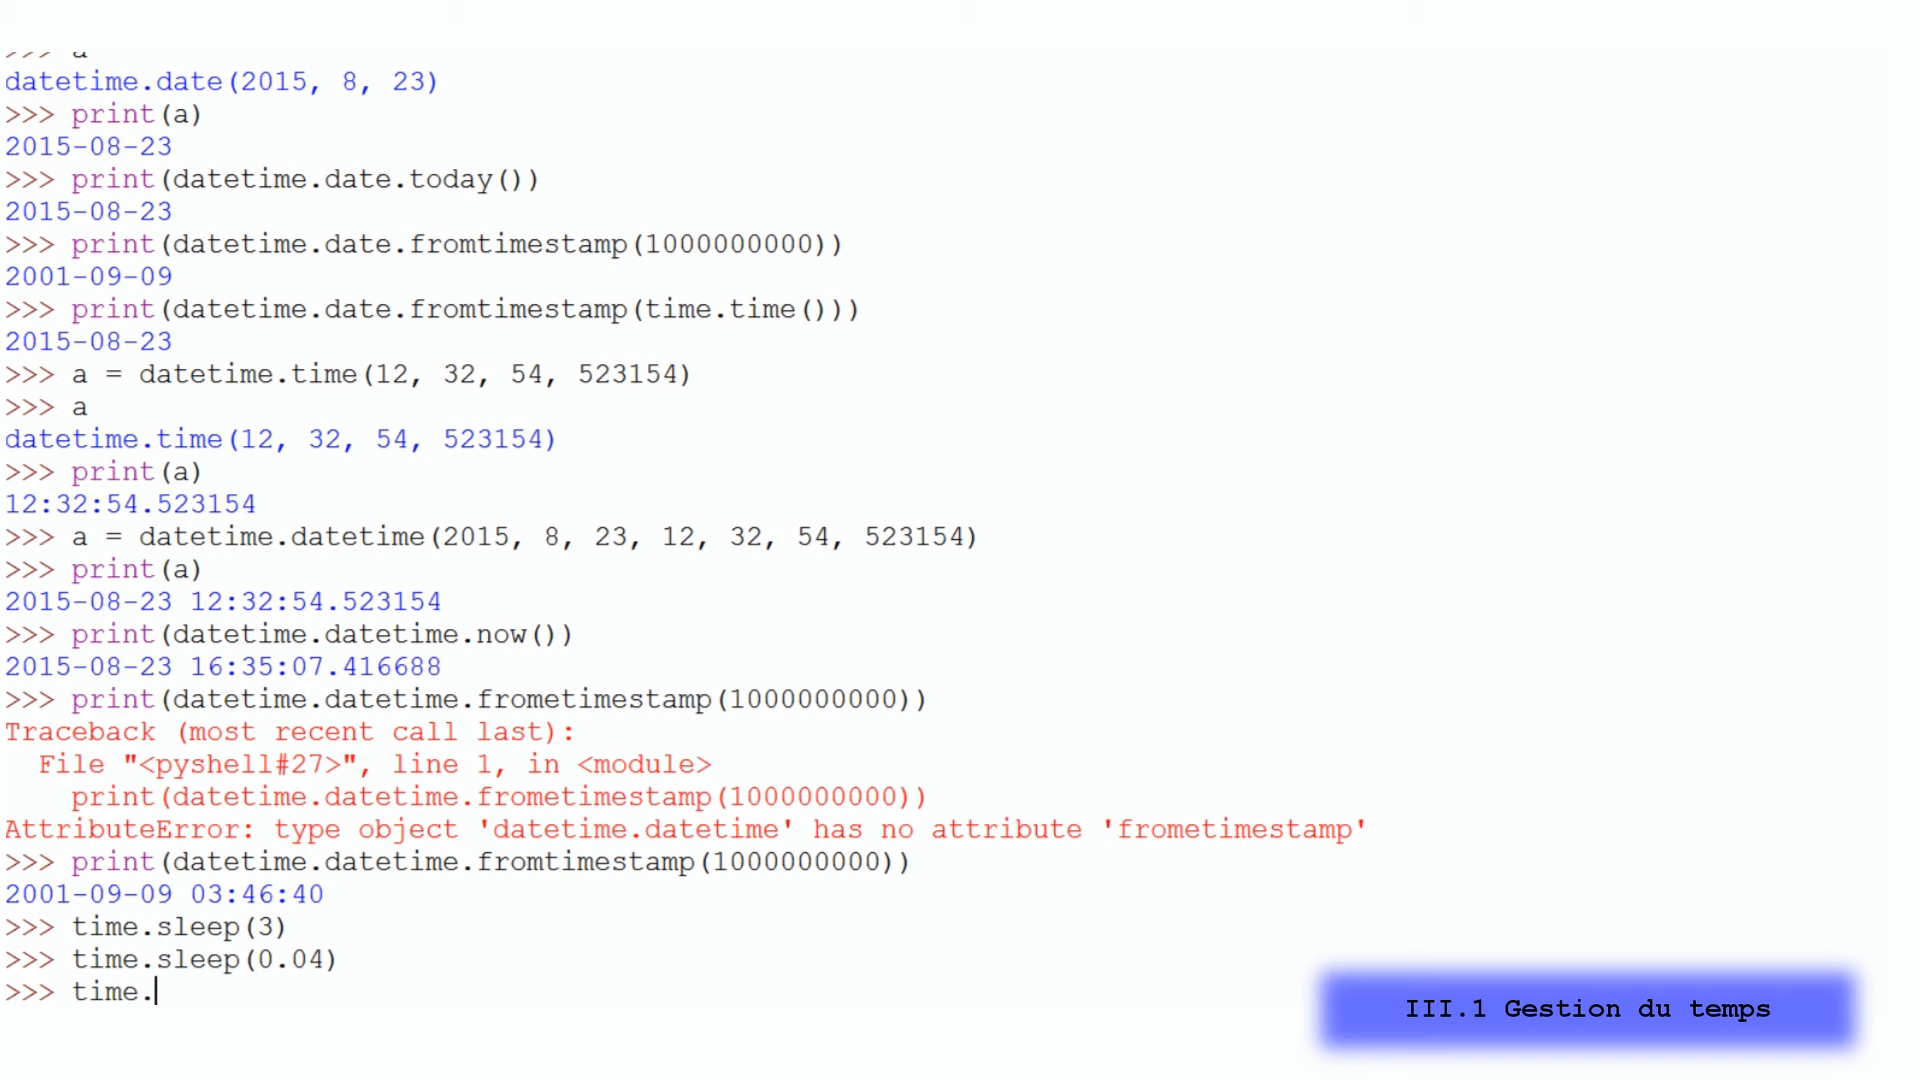 >>> a
datetime.date(2015, 8, 23)
>>> print(a)
2015-08-23
>>> print(datetime.date.today())
2015-08-23
>>> print(datetime.date.fromtimestamp(1000000000))
2001-09-09
>>> print(datetime.date.fromtimestamp(time.time()))
2015-08-23
>>> a = datetime.time(12, 32, 54, 523154)
>>> a
datetime.time(12, 32, 54, 523154)
>>> print(a)
12:32:54.523154
>>> a = datetime.datetime(2015, 8, 23, 12, 32, 54, 523154)
>>> print(a)
2015-08-23 12:32:54.523154
>>> print(datetime.datetime.now())
2015-08-23 16:35:07.416688
>>> print(datetime.datetime.frometimestamp(1000000000))
Traceback (most recent call last):
  File "<pyshell#27>", line 1, in <module>
    print(datetime.datetime.frometimestamp(1000000000))
AttributeError: type object 'datetime.datetime' has no attribute 'frometimestamp'
>>> print(datetime.datetime.fromtimestamp(1000000000))
2001-09-09 03:46:40
>>> time.sleep(3)
>>> time.sleep(0.04)
>>> time.
III.1 Gestion du temps